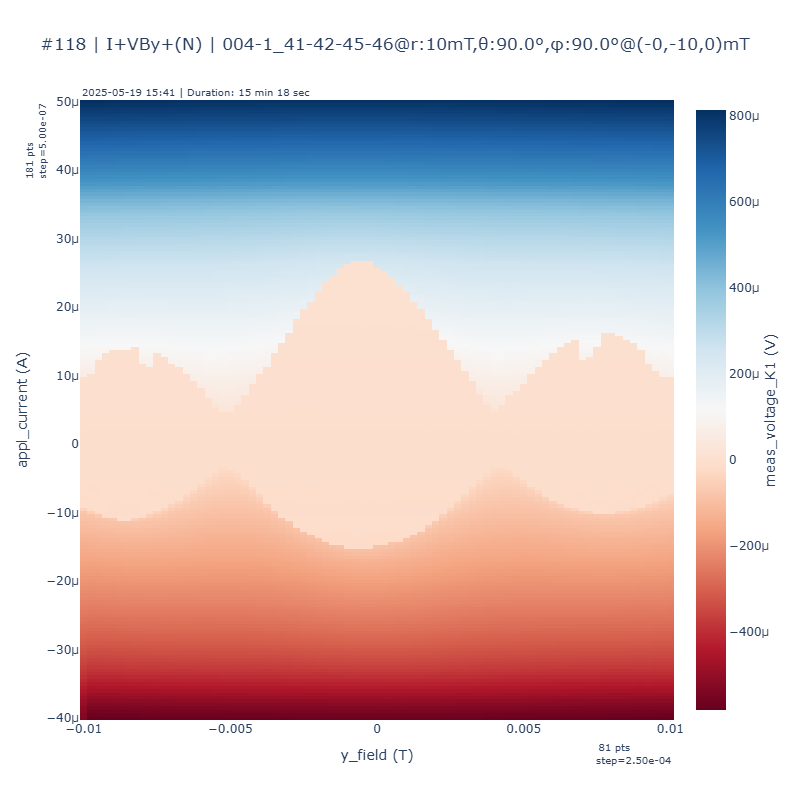 #118 | I+VBy+(N) | 004-1_41-42-45-46@r:10mT,θ:90.0°,φ:90.0°@(-0,-10,0)mT
2025-05-19 15:41 | Duration: 15 min 18 sec
181 pts
step=5.00e-07
50μ
40μ
30μ
20μ
10μ
0
−10μ
−20μ
−30μ
−40μ
appl_current (A)
−0.01
−0.005
0
0.005
0.01
y_field (T)
81 pts
step=2.50e-04
800μ
600μ
400μ
200μ
0
−200μ
−400μ
meas_voltage_K1 (V)